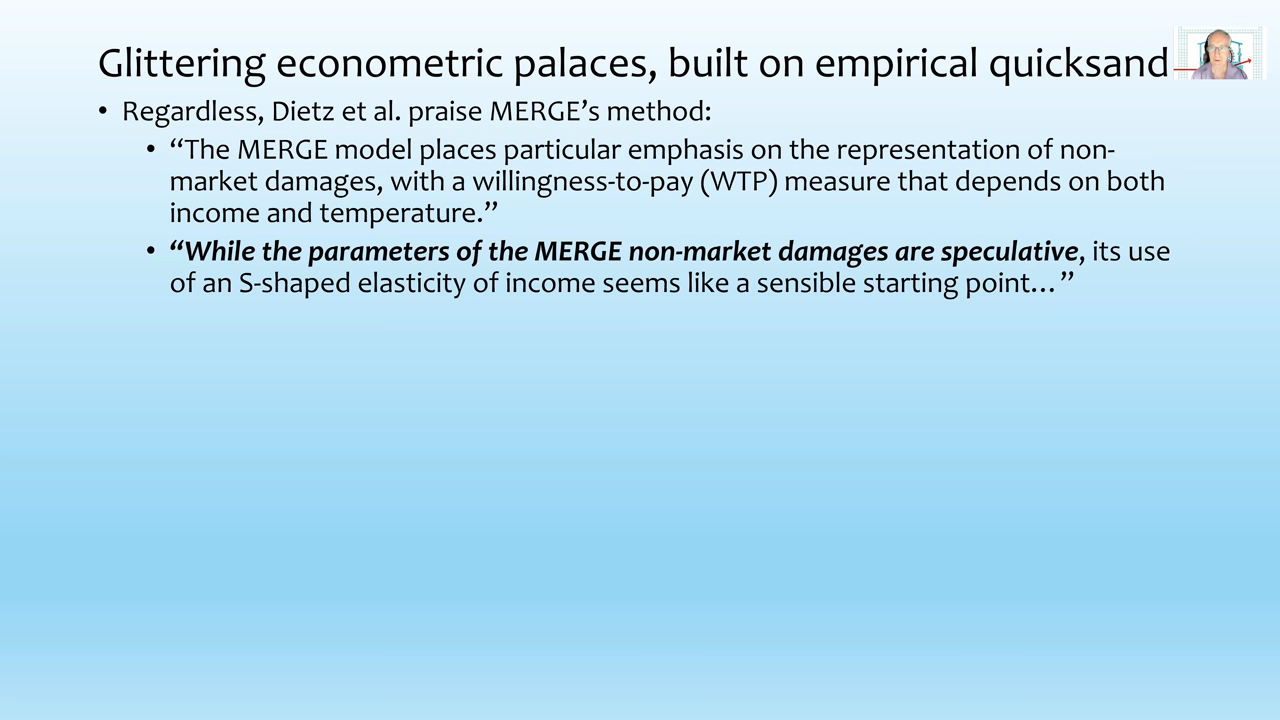 Glittering econometric palaces, built on empirical quicksand
• Regardless, Dietz et al. praise MERGE’s method:
• “The MERGE model places particular emphasis on the representation of non-
market damages, with a willingness-to-pay (WTP) measure that depends on both
income and temperature.”
• “While the parameters of the MERGE non-market damages are speculative, its use
of an S-shaped elasticity of income seems like a sensible starting point…”